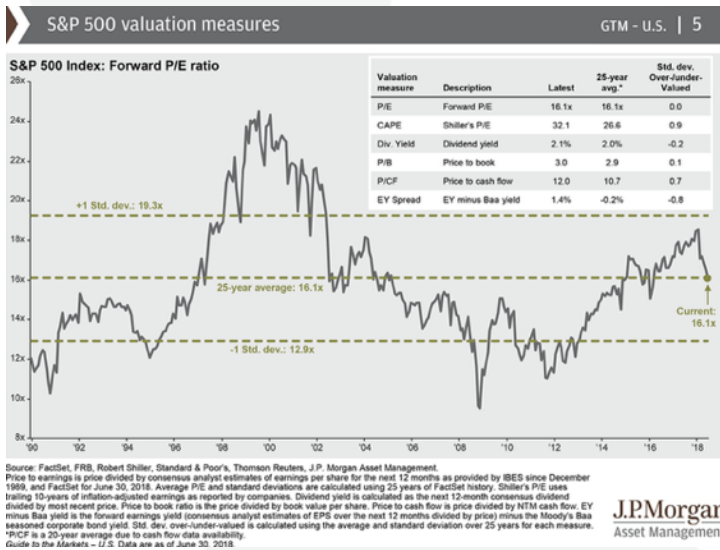 S&P 500 valuation measures
GTM - U.S. | 5
S&P 500 Index: Forward P/E ratio
26x
24x
22x
20x
18x
16x
14x
12x
10x
8x
Valuation measure Description Latest 25-year avg.* Std. dev. Over-/under-Valued
P/E Forward P/E 16.1x 16.1x 0.0
CAPE Shiller's P/E 32.1 26.6 0.9
Div. Yield Dividend yield 2.1% 2.0% -0.2
P/B Price to book 3.0 2.9 0.1
P/CF Price to cash flow 12.0 10.7 0.7
EY Spread EY minus Baa yield 1.4% -0.2% -0.8
+1 Std. dev.: 19.3x
25-year average: 16.1x
Current:
16.1x
-1 Std. dev.: 12.9x
'90 '92 '94 '96 '98 '00 '02 '04 '06 '08 '10 '12 '14 '16 '18
Source: FactSet, FRB, Robert Shiller, Standard & Poor's, Thomson Reuters, J.P. Morgan Asset Management.
Price to earnings is price divided by consensus analyst estimates of earnings per share for the next 12 months as provided by IBES since December
1989, and FactSet for June 30, 2018. Average P/E and standard deviations are calculated using 25 years of FactSet history. Shiller's P/E uses
trailing 10-years of inflation-adjusted earnings as reported by companies. Dividend yield is calculated as the next 12-month consensus dividend
divided by most recent price. Price to book ratio is the price divided by book value per share. Price to cash flow is price divided by NTM cash flow. EY
minus Baa yield is the forward earnings yield (consensus analyst estimates of EPS over the next 12 months divided by price) minus the Moody's Baa
seasoned corporate bond yield. Std. dev. over-/under-valued is calculated using the average and standard deviation over 25 years for each measure.
*P/CF is a 20-year average due to cash flow data availability.
Guide to the Markets – U.S. Data are as of June 30, 2018.
J.P.Morgan
Asset Management